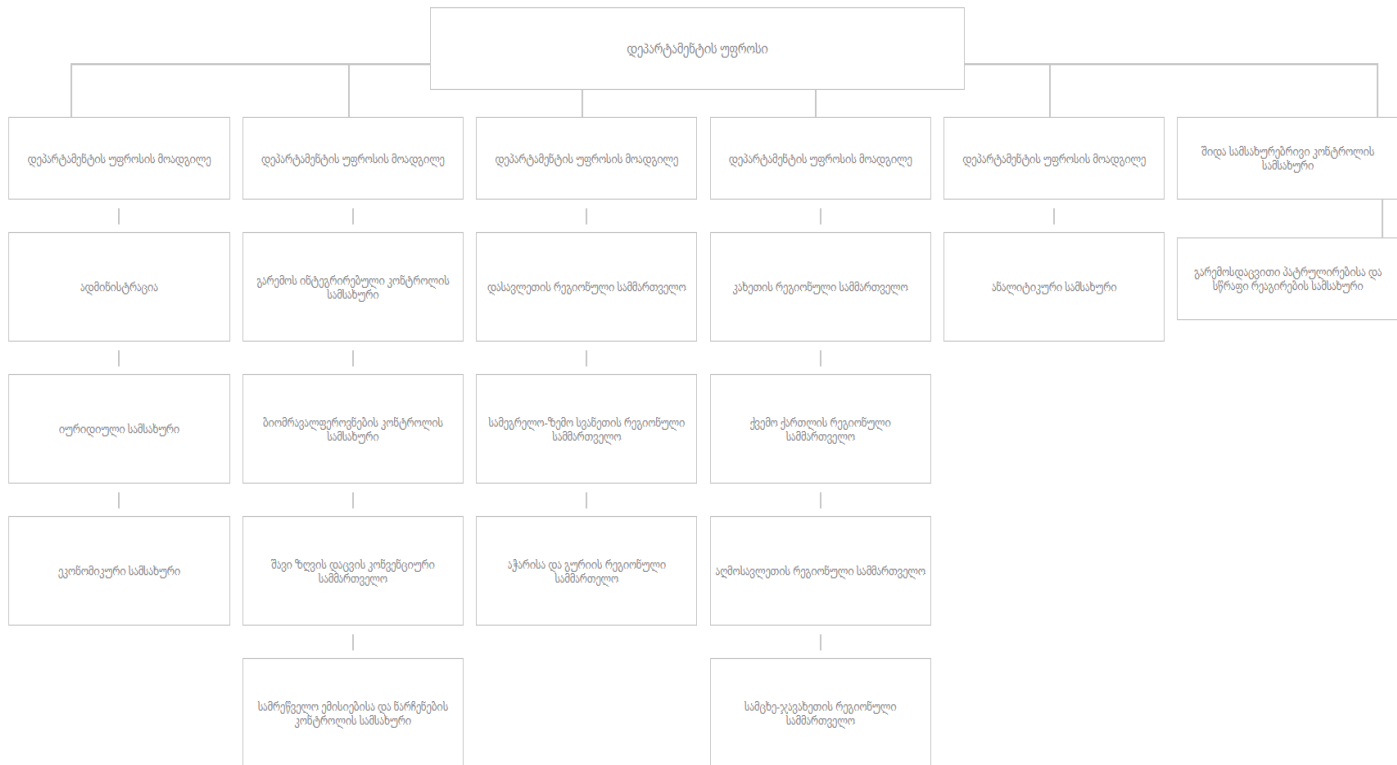 დეპარტამენტის უფროსი
დეპარტამენტის უფროსის მოადგილე
დეპარტამენტის უფროსის მოადგილე
დეპარტამენტის უფროსის მოადგილე
დეპარტამენტის უფროსის მოადგილე
დეპარტამენტის უფროსის მოადგილე
შიდა სამსახურებრივი კონტროლის
სამსახური
ადმინისტრაცია
გარემოს ინტეგრირებული კონტროლის
სამსახური
დასავლეთის რეგიონული სამმართველო
კახეთის რეგიონული სამმართველო
ანალიტიკური სამსახური
გარემოსდაცვითი პატრულირებისა და
სწრაფი რეაგირების სამსახური
იურიდიული სამსახური
ბიომრავალფეროვნების კონტროლის
სამსახური
სამეგრელო-ზემო სვანეთის რეგიონული
სამმართველო
ქვემო ქართლის რეგიონული
სამმართველო
ეკონომიკური სამსახური
შავი ზღვის დაცვის კონვენციური
სამმართველო
აჭარისა და გურიის რეგიონული
სამმართელო
აღმოსავლეთის რეგიონული სამმართველო
სამრეწველო ემისიებისა და ნარჩენების
კონტროლის სამსახური
სამცხე-ჯავახეთის რეგიონული
სამმართველო